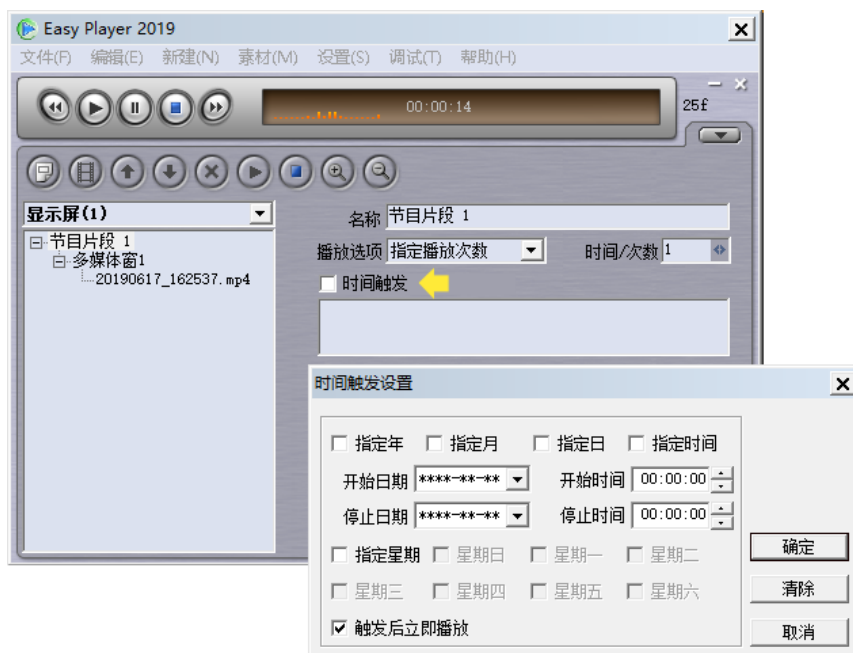 Easy Player 2019
文件(F) 编辑(E) 新建(N) 素材(M) 设置(S) 调试(T) 帮助(H)
00:00:14
25f
显示屏(1)
名称 节目片段 1
节目片段 1
播放选项 指定播放次数 时间/次数 1
多媒体窗1
20190617_162537.mp4
时间触发
时间触发设置
指定年 指定月 指定日 指定时间
开始日期 ****-**-** 开始时间 00:00:00
停止日期 ****-**-** 停止时间 00:00:00
指定星期 星期日 星期一 星期二
确定
星期三 星期四 星期五 星期六
清除
触发后立即播放
取消